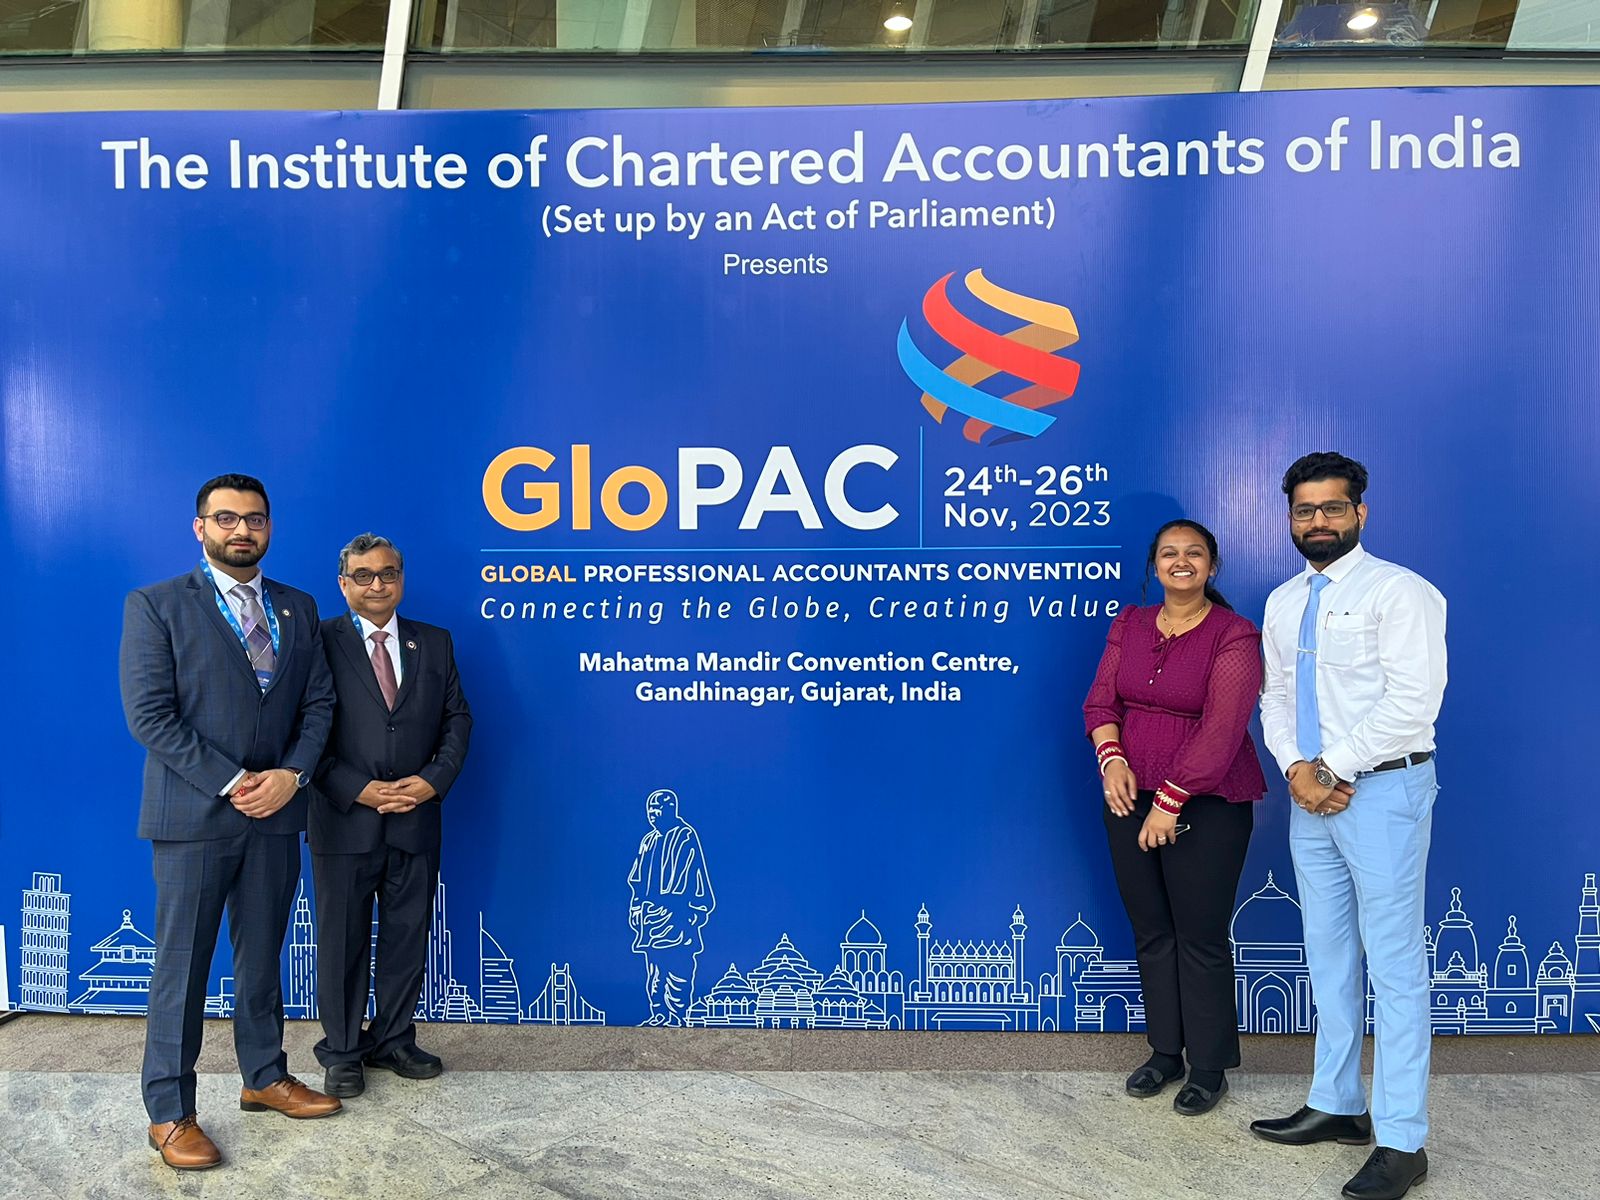 The Institute of Chartered Accountants of India
(Set up by an Act of Parliament)
Presents
GloPAC
24th-26th
Nov, 2023
GLOBAL PROFESSIONAL ACCOUNTANTS CONVENTION
Connecting the Globe, Creating Value
Mahatma Mandir Convention Centre,
Gandhinagar, Gujarat, India